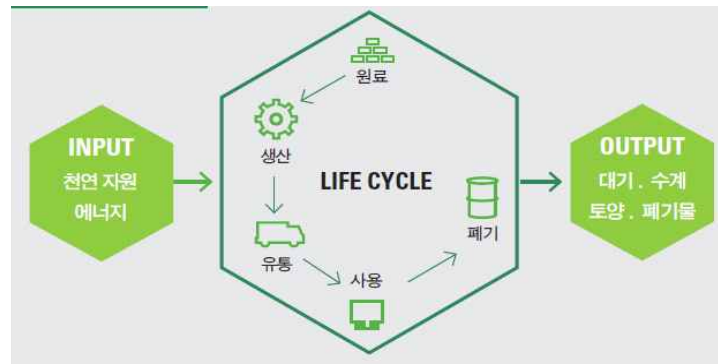 INPUT
천연 자원
에너지
원료
생산
유통
사용
폐기
LIFE CYCLE
OUTPUT
대기 . 수계
토양 . 폐기물